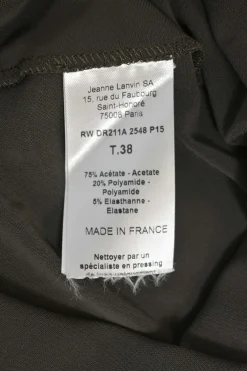 Jeanne Lanvin SA
15, rue du Faubourg
Saint-Honoré
75008 Paris
RW DR211A 2548 P15
T.38
75% Acétate - Acetate
20% Polyamide -
Polyamide
5% Elasthanne -
Elastane
MADE IN FRANCE
Nettoyer par un
spécialiste en pressing